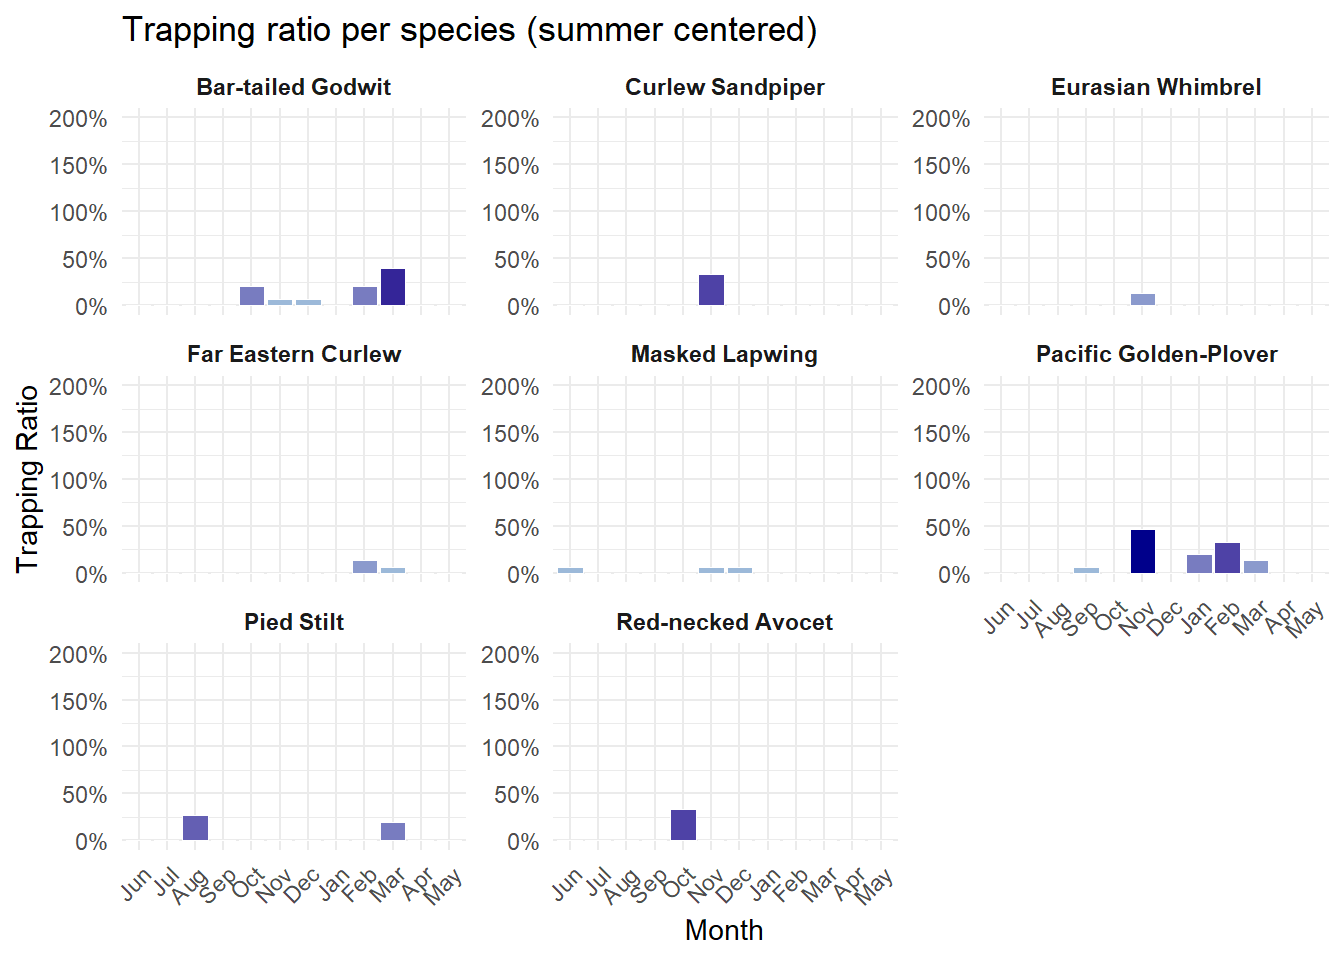 Trapping ratio per species (summer centered)
Bar-tailed Godwit
Curlew Sandpiper
Eurasian Whimbrel
200%
150%
100%
50%
0%
200%
150%
100%
50%
0%
200%
150%
100%
50%
0%
Far Eastern Curlew
Masked Lapwing
Pacific Golden-Plover
200%
150%
100%
50%
0%
200%
150%
100%
50%
0%
200%
150%
100%
50%
0%
Jun Jul Aug Sep Oct Nov Dec Jan Feb Mar Apr May
Pied Stilt
Red-necked Avocet
200%
150%
100%
50%
0%
200%
150%
100%
50%
0%
Jun Jul Aug Sep Oct Nov Dec Jan Feb Mar Apr May
Jun Jul Aug Sep Oct Nov Dec Jan Feb Mar Apr May
Trapping Ratio
Month